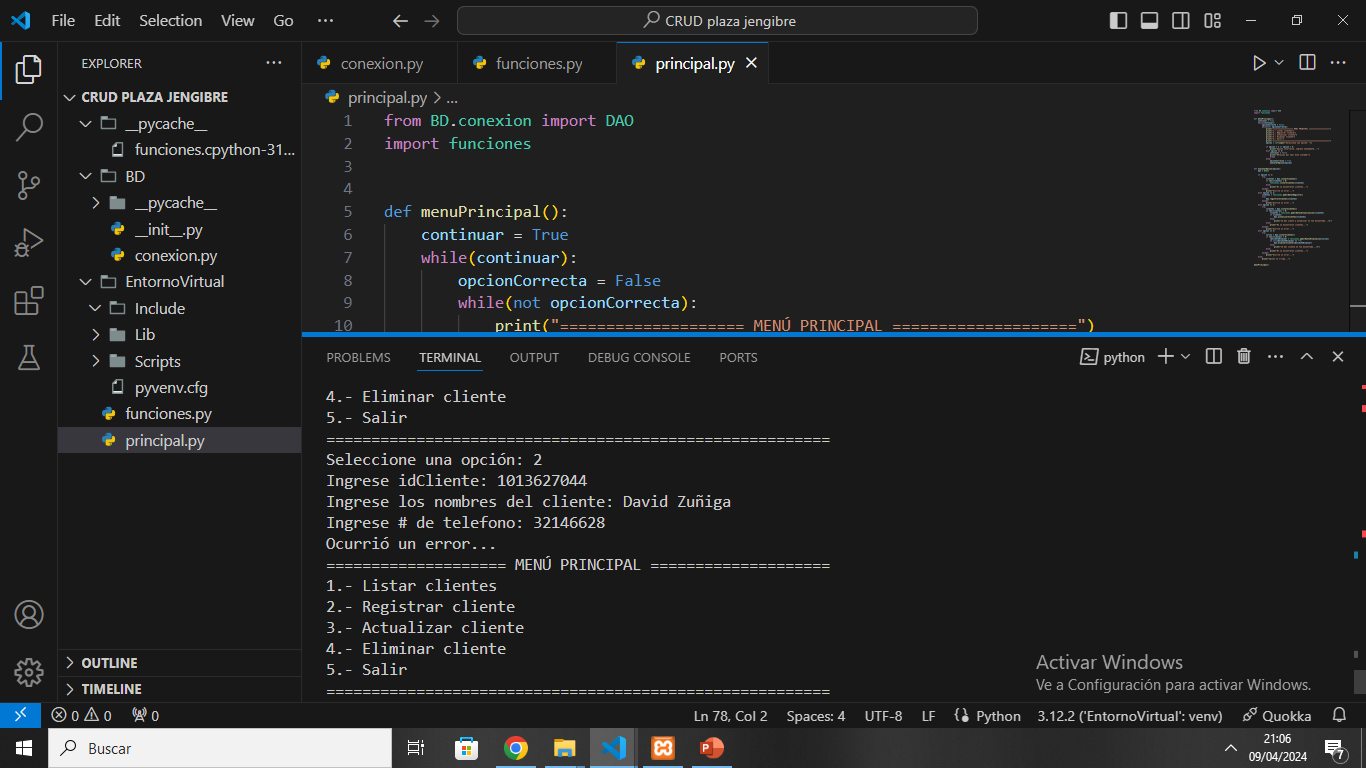 File Edit Selection View Go ··· CRUD plaza jengibre
EXPLORER ···
CRUD PLAZA JENGIBRE
__pycache__
funciones.cpython-31...
BD
__pycache__
__init__.py
conexion.py
EntornoVirtual
Include
Lib
Scripts
pyvenv.cfg
funciones.py
principal.py
OUTLINE
TIMELINE
conexion.py funciones.py principal.py
principal.py > ...
1 from BD.conexion import DAO
2 import funciones
3
4
5 def menuPrincipal():
6 continuar = True
7 while(continuar):
8 opcionCorrecta = False
9 while(not opcionCorrecta):
10 print("==================== MENÚ PRINCIPAL ====================")
PROBLEMS TERMINAL OUTPUT DEBUG CONSOLE PORTS python
4.- Eliminar cliente
5.- Salir
========================================================
Seleccione una opción: 2
Ingrese idCliente: 1013627044
Ingrese los nombres del cliente: David Zuñiga
Ingrese # de telefono: 32146628
Ocurrió un error...
==================== MENÚ PRINCIPAL ====================
1.- Listar clientes
2.- Registrar cliente
3.- Actualizar cliente
4.- Eliminar cliente
5.- Salir
========================================================
Activar Windows
Ve a Configuración para activar Windows.
0 0 0 Ln 78, Col 2 Spaces: 4 UTF-8 LF Python 3.12.2 ('EntornoVirtual': venv) Quokka
Buscar
21:06
09/04/2024
7